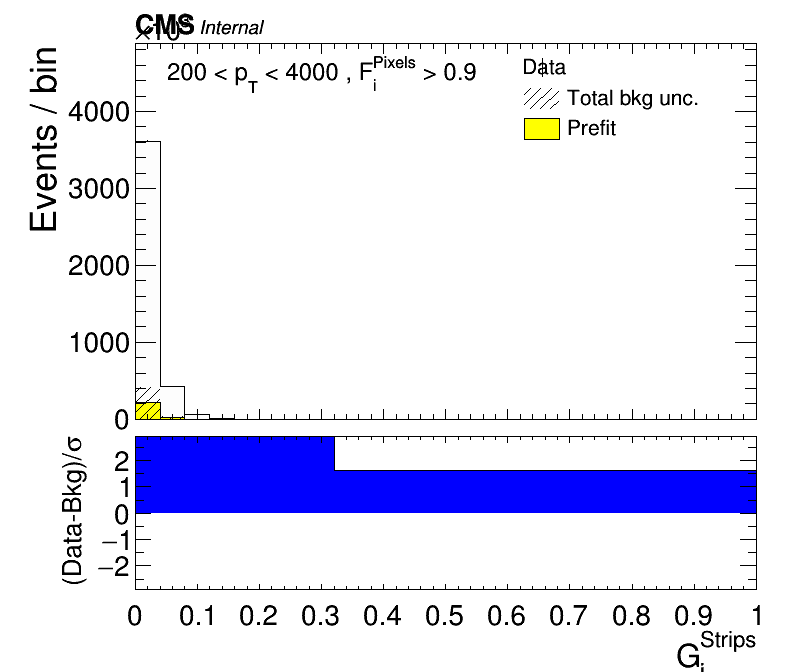 CMS Internal
200 < p_T < 4000 , F_i^Pixels > 0.9
Data
Total bkg unc.
Prefit
Events / bin
4000
3000
2000
1000
0
(Data-Bkg)/σ
2
1
0
−1
−2
0 0.1 0.2 0.3 0.4 0.5 0.6 0.7 0.8 0.9 1
G_i^Strips